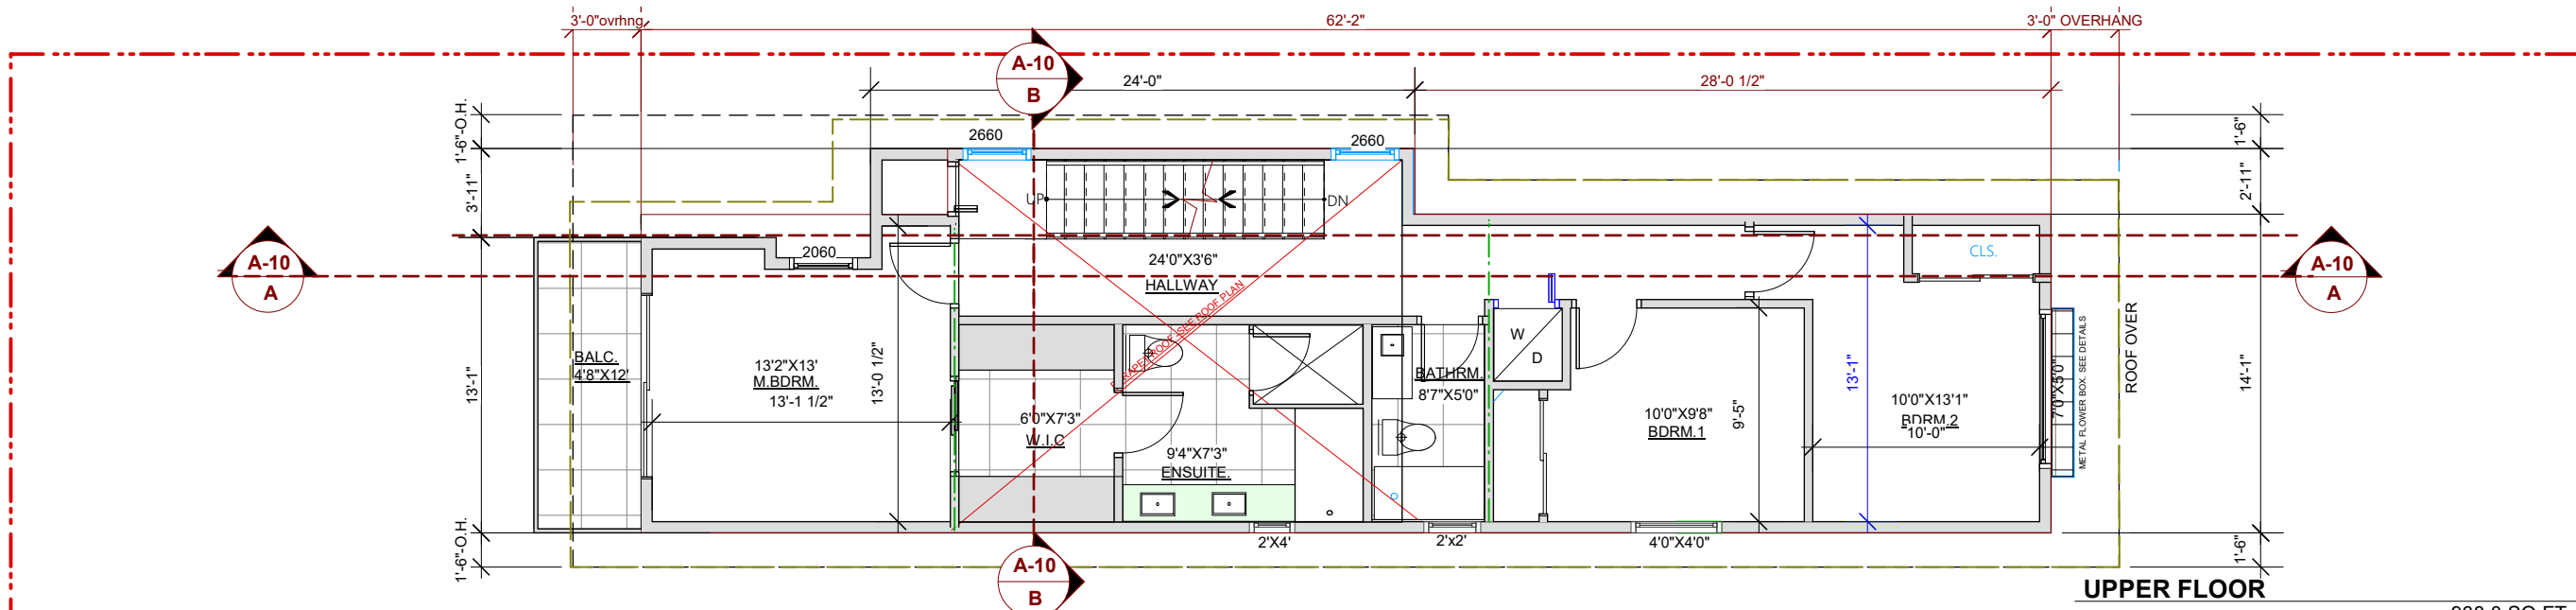 3'-0"ovrhng
62'-2"
3'-0" OVERHANG
A-10
B
24'-0"
28'-0 1/2"
1'-6"-O.H.
1'-6"
2660
2660
3'-11"
2'-11"
UP
DN
A-10
A
2060
24'0"X3'6"
HALLWAY
CLS.
A-10
A
BALC.
4'8"X12'
13'2"X13'
M.BDRM.
13'-1 1/2"
13'-0 1/2"
13'-1"
6'0"X7'3"
W.I.C
ROOF -SEE ROOF PLAN
9'4"X7'3"
ENSUITE.
BATHRM.
8'7"X5'0"
W
D
10'0"X9'8"
BDRM.1
9'-5"
13'-1"
10'0"X13'1"
BDRM.2
10'-0"
7'0"X5'0"
METAL FLOWER BOX. SEE DETAILS
ROOF OVER
14'-1"
1'-6"-O.H.
2'X4'
2'x2'
4'0"X4'0"
1'-6"
A-10
B
UPPER FLOOR